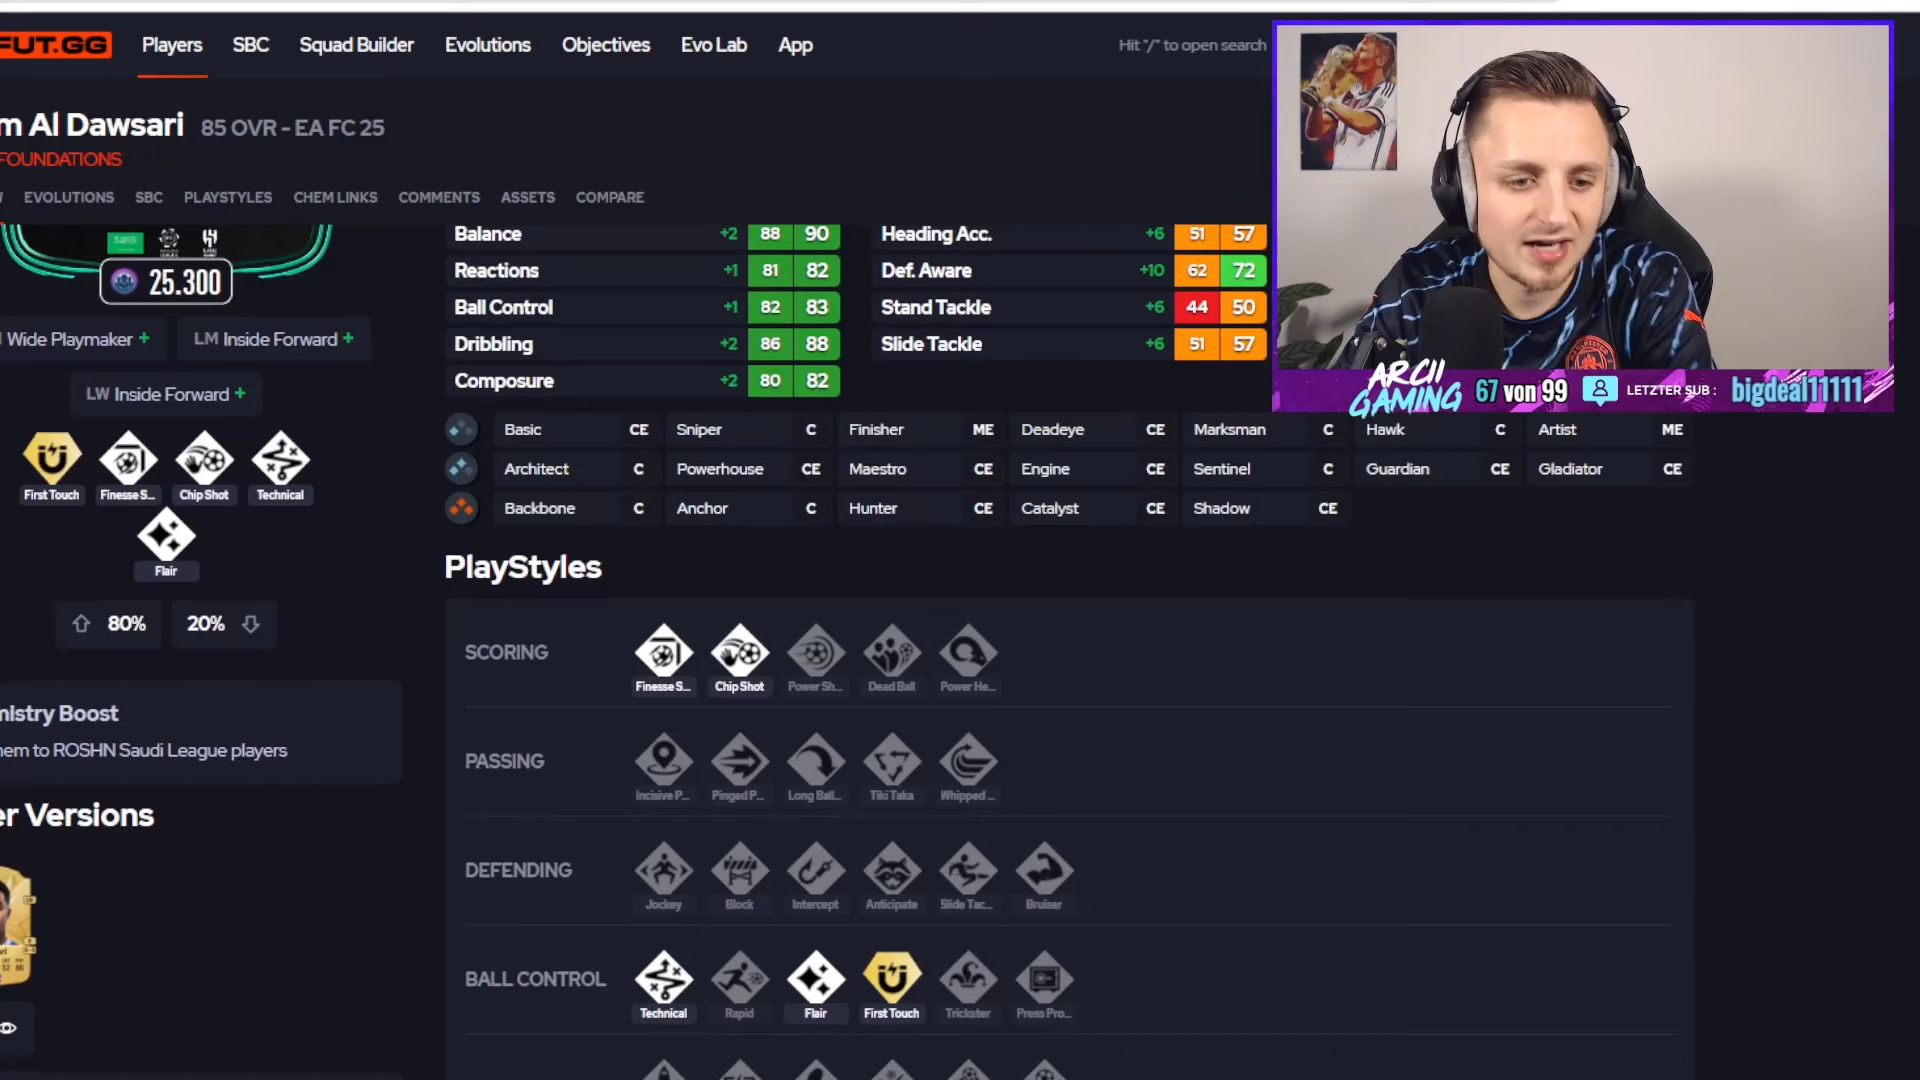 FUT.GG Players SBC Squad Builder Evolutions Objectives Evo Lab App Hit "/" to open search
m Al Dawsari 85 OVR - EA FC 25
FOUNDATIONS
EVOLUTIONS SBC PLAYSTYLES CHEM LINKS COMMENTS ASSETS COMPARE
25.300
Wide Playmaker + LM Inside Forward +
LW Inside Forward +
First Touch Finesse S... Chip Shot Technical
Flair
80% 20%
mistry Boost
hem to ROSHN Saudi League players
er Versions
Balance +2 88 90
Reactions +1 81 82
Ball Control +1 82 83
Dribbling +2 86 88
Composure +2 80 82
Heading Acc. +6 51 57
Def. Aware +10 62 72
Stand Tackle +6 44 50
Slide Tackle +6 51 57
Basic CE Sniper C Finisher ME Deadeye CE Marksman C Hawk C Artist ME
Architect C Powerhouse CE Maestro CE Engine CE Sentinel C Guardian CE Gladiator CE
Backbone C Anchor C Hunter CE Catalyst CE Shadow CE
PlayStyles
SCORING
Finesse S... Chip Shot Power Sh... Dead Ball Power He...
PASSING
Incisive P... Pinged P... Long Ball... Tiki Taka Whipped ...
DEFENDING
Jockey Block Intercept Anticipate Slide Tac... Bruiser
BALL CONTROL
Technical Rapid Flair First Touch Trickster Press Pro...
ARCII
GAMING
67 von 99 LETZTER SUB : bigdeal11111